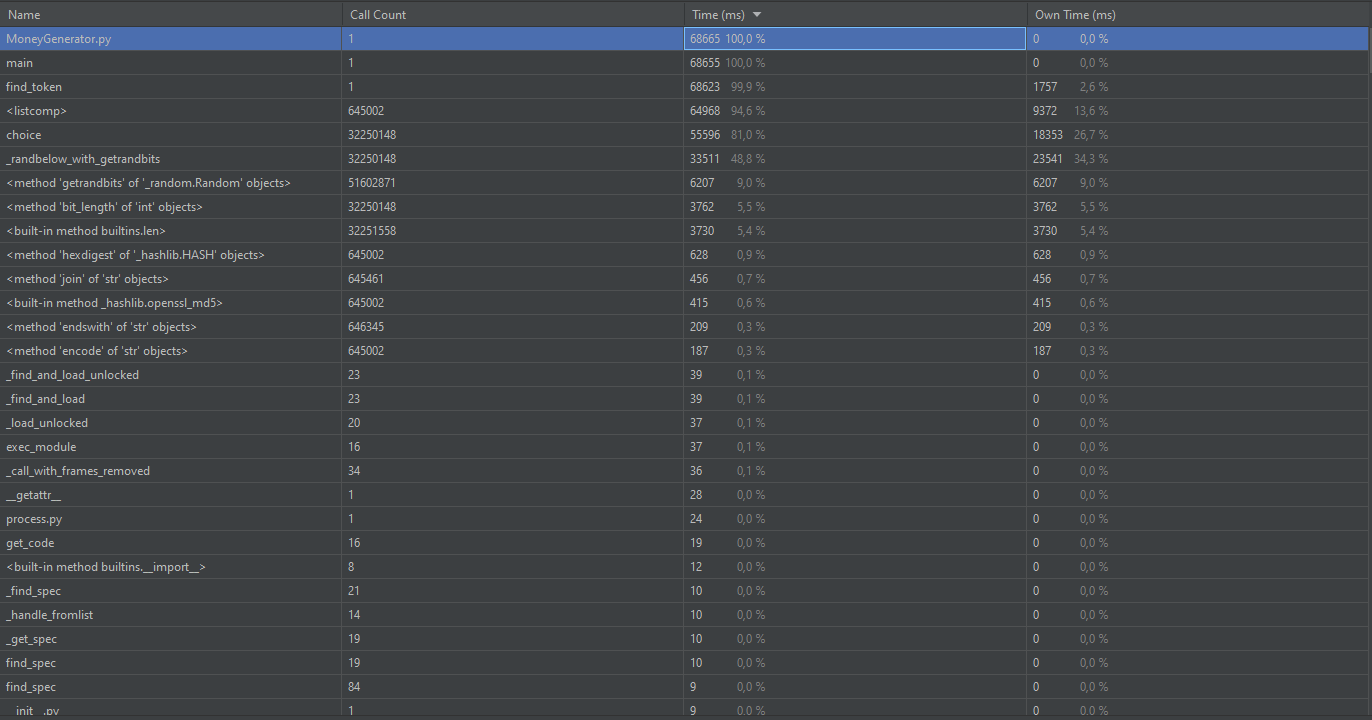 Name Call Count Time (ms) Own Time (ms)
MoneyGenerator.py 1 68665 100,0 % 0 0,0 %
main 1 68655 100,0 % 0 0,0 %
find_token 1 68623 99,9 % 1757 2,6 %
<listcomp> 645002 64968 94,6 % 9372 13,6 %
choice 32250148 55596 81,0 % 18353 26,7 %
_randbelow_with_getrandbits 32250148 33511 48,8 % 23541 34,3 %
<method 'getrandbits' of '_random.Random' objects> 51602871 6207 9,0 % 6207 9,0 %
<method 'bit_length' of 'int' objects> 32250148 3762 5,5 % 3762 5,5 %
<built-in method builtins.len> 32251558 3730 5,4 % 3730 5,4 %
<method 'hexdigest' of '_hashlib.HASH' objects> 645002 628 0,9 % 628 0,9 %
<method 'join' of 'str' objects> 645461 456 0,7 % 456 0,7 %
<built-in method _hashlib.openssl_md5> 645002 415 0,6 % 415 0,6 %
<method 'endswith' of 'str' objects> 646345 209 0,3 % 209 0,3 %
<method 'encode' of 'str' objects> 645002 187 0,3 % 187 0,3 %
_find_and_load_unlocked 23 39 0,1 % 0 0,0 %
_find_and_load 23 39 0,1 % 0 0,0 %
_load_unlocked 20 37 0,1 % 0 0,0 %
exec_module 16 37 0,1 % 0 0,0 %
_call_with_frames_removed 34 36 0,1 % 0 0,0 %
__getattr__ 1 28 0,0 % 0 0,0 %
process.py 1 24 0,0 % 0 0,0 %
get_code 16 19 0,0 % 0 0,0 %
<built-in method builtins.__import__> 8 12 0,0 % 0 0,0 %
_find_spec 21 10 0,0 % 0 0,0 %
_handle_fromlist 14 10 0,0 % 0 0,0 %
_get_spec 19 10 0,0 % 0 0,0 %
find_spec 19 10 0,0 % 0 0,0 %
find_spec 84 9 0,0 % 0 0,0 %
__init__.py 1 9 0,0 % 0 0,0 %